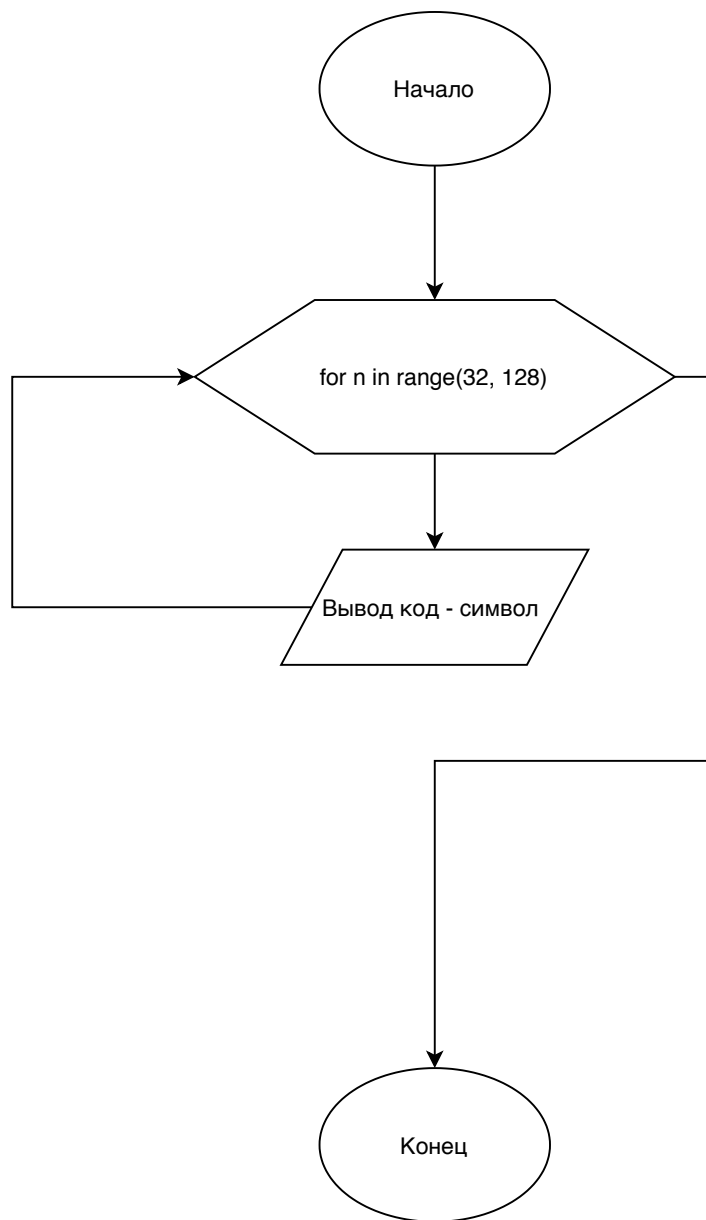 Начало
for n in range(32, 128)
Вывод код - символ
Конец